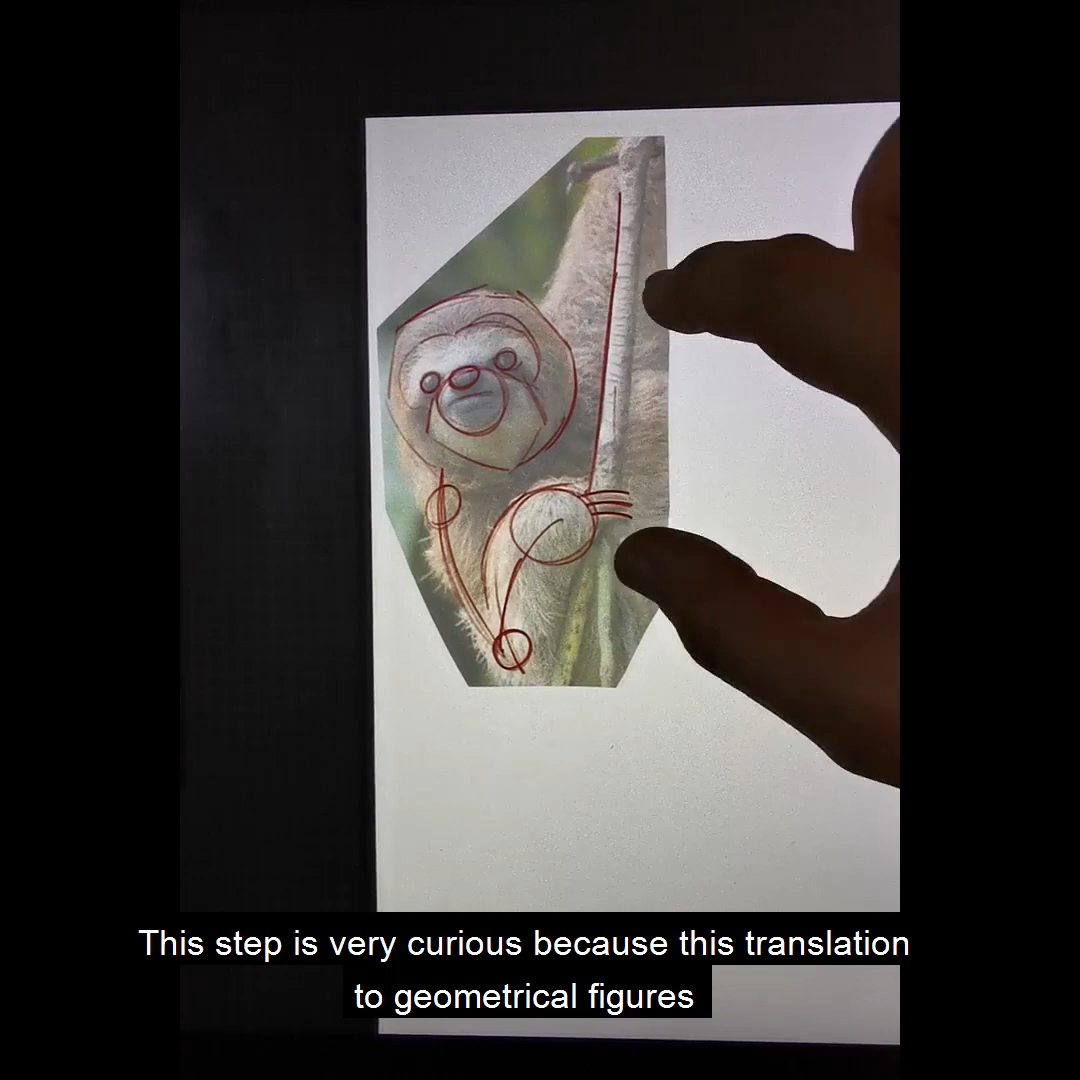 This step is very curious because this translation
to geometrical figures